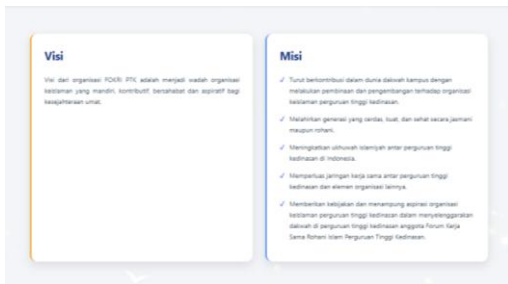 Visi
Visi dari organisasi FOKRI PTK adalah menjadi wadah organisasi
keislaman yang mandiri, kontributif, bersahabat dan aspiratif bagi
kesejahteraan umat.
Misi
✓ Turut berkontribusi dalam dunia dakwah kampus dengan
melakukan pembinaan dan pengembangan terhadap organisasi
keislaman perguruan tinggi kedinasan.
✓ Melahirkan generasi yang cerdas, kuat, dan sehat secara jasmani
maupun rohani.
✓ Meningkatkan ukhuwah islamiyah antar perguruan tinggi
kedinasan di Indonesia.
✓ Memperluas jaringan kerja sama antar perguruan tinggi
kedinasan dan elemen organisasi lainnya.
✓ Memberikan kebijakan dan menampung aspirasi organisasi
keislaman perguruan tinggi kedinasan dalam menyelenggarakan
dakwah di perguruan tinggi kedinasan anggota Forum Kerja
Sama Rohani Islam Perguruan Tinggi Kedinasan.